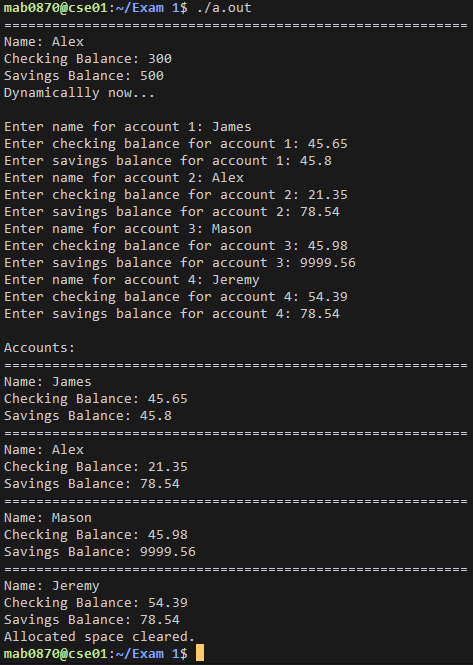 mab0870@cse01:~/Exam 1$ ./a.out
==========================================================
Name: Alex
Checking Balance: 300
Savings Balance: 500
Dynamicallly now...
Enter name for account 1: James
Enter checking balance for account 1: 45.65
Enter savings balance for account 1: 45.8
Enter name for account 2: Alex
Enter checking balance for account 2: 21.35
Enter savings balance for account 2: 78.54
Enter name for account 3: Mason
Enter checking balance for account 3: 45.98
Enter savings balance for account 3: 9999.56
Enter name for account 4: Jeremy
Enter checking balance for account 4: 54.39
Enter savings balance for account 4: 78.54
Accounts:
==========================================================
Name: James
Checking Balance: 45.65
Savings Balance: 45.8
==========================================================
Name: Alex
Checking Balance: 21.35
Savings Balance: 78.54
==========================================================
Name: Mason
Checking Balance: 45.98
Savings Balance: 9999.56
==========================================================
Name: Jeremy
Checking Balance: 54.39
Savings Balance: 78.54
Allocated space cleared.
mab0870@cse01:~/Exam 1$